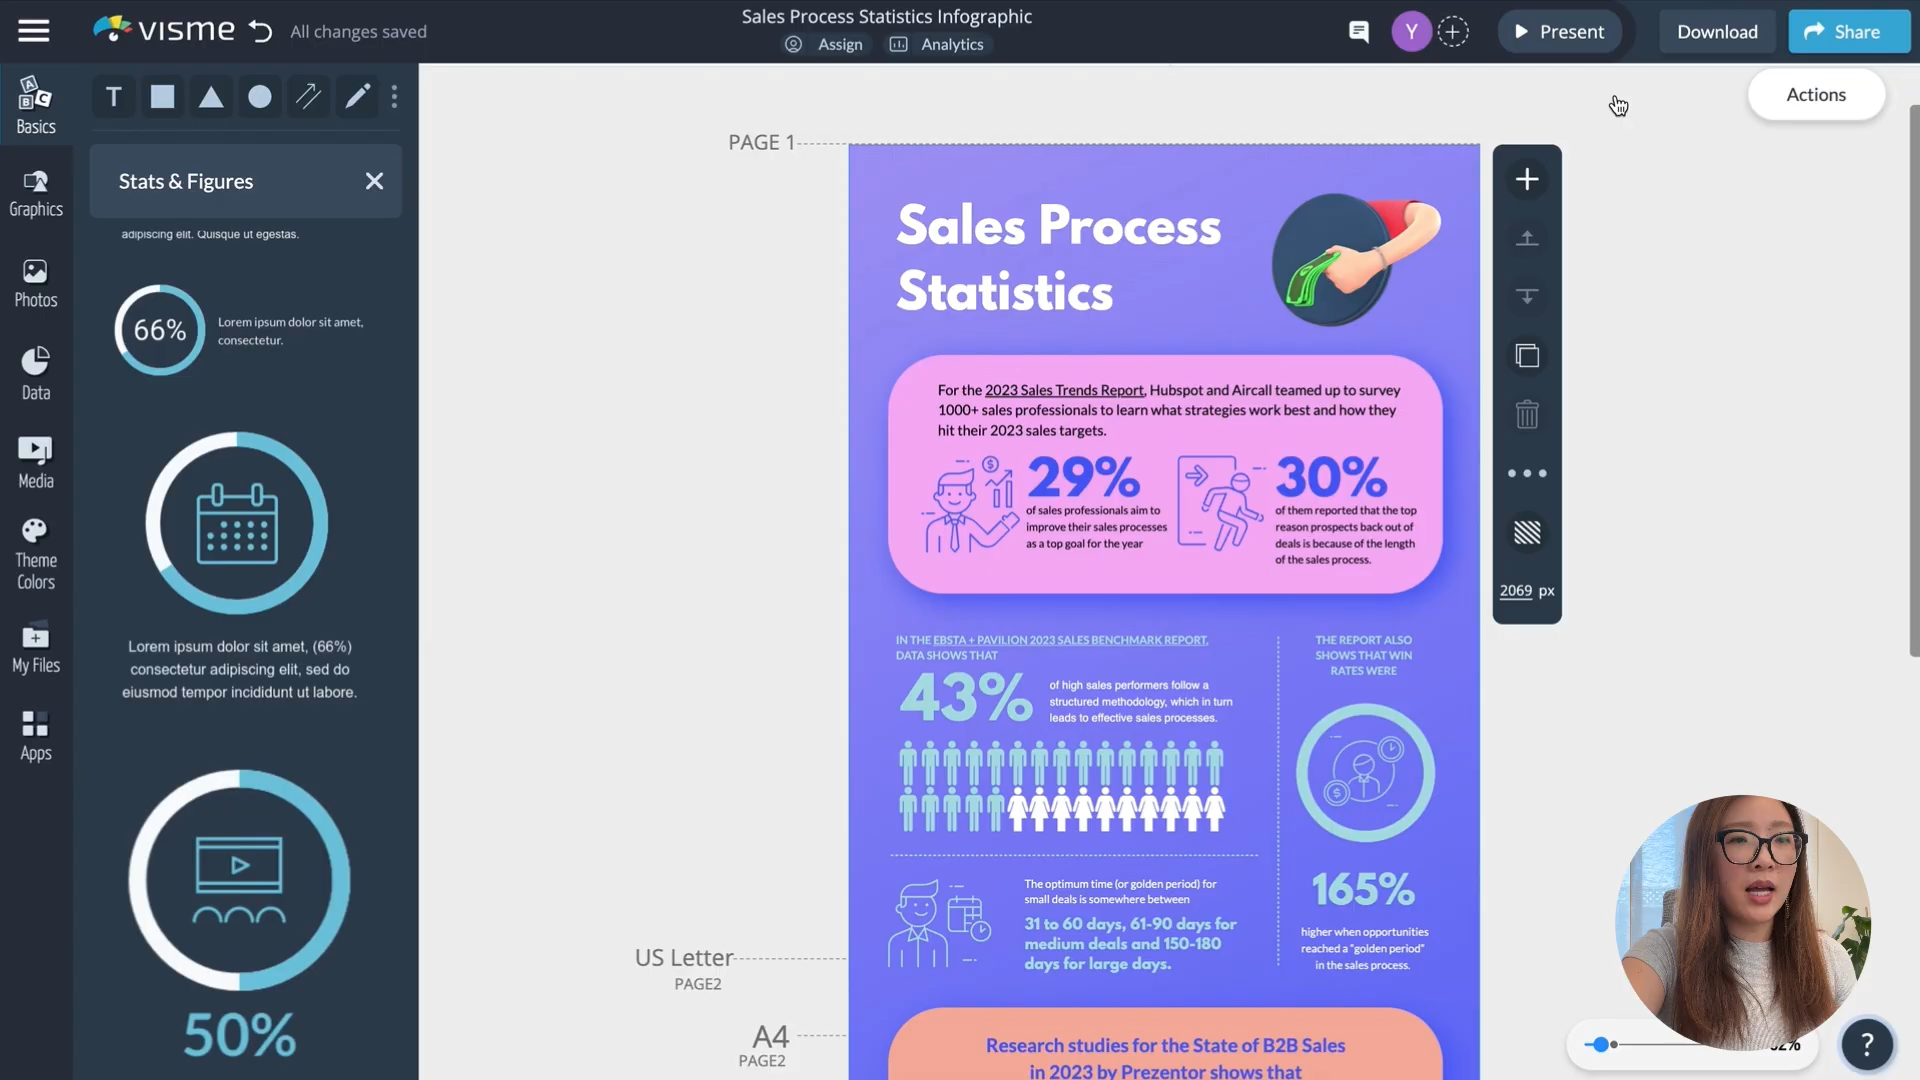 visme
All changes saved
Sales Process Statistics Infographic
Assign
Analytics
Y
Present
Download
Share
Actions
Basics
Graphics
Photos
Data
Media
Theme
Colors
My Files
Apps
T
Stats & Figures
adipiscing elit. Quisque ut egestas.
66%
Lorem ipsum dolor sit amet,
consectetur.
Lorem ipsum dolor sit amet, (66%)
consectetur adipiscing elit, sed do
eiusmod tempor incididunt ut labore.
50%
PAGE 1
US Letter
PAGE2
A4
PAGE2
Sales Process
Statistics
For the 2023 Sales Trends Report, Hubspot and Aircall teamed up to survey
1000+ sales professionals to learn what strategies work best and how they
hit their 2023 sales targets.
29%
of sales professionals aim to
improve their sales processes
as a top goal for the year
30%
of them reported that the top
reason prospects back out of
deals is because of the length
of the sales process.
IN THE EBSTA + PAVILION 2023 SALES BENCHMARK REPORT,
DATA SHOWS THAT
43%
of high sales performers follow a
structured methodology, which in turn
leads to effective sales processes.
THE REPORT ALSO
SHOWS THAT WIN
RATES WERE
165%
higher when opportunities
reached a "golden period"
in the sales process.
The optimum time (or golden period) for
small deals is somewhere between
31 to 60 days, 61-90 days for
medium deals and 150-180
days for large days.
Research studies for the State of B2B Sales
in 2023 by Prezentor shows that
2069 px
?